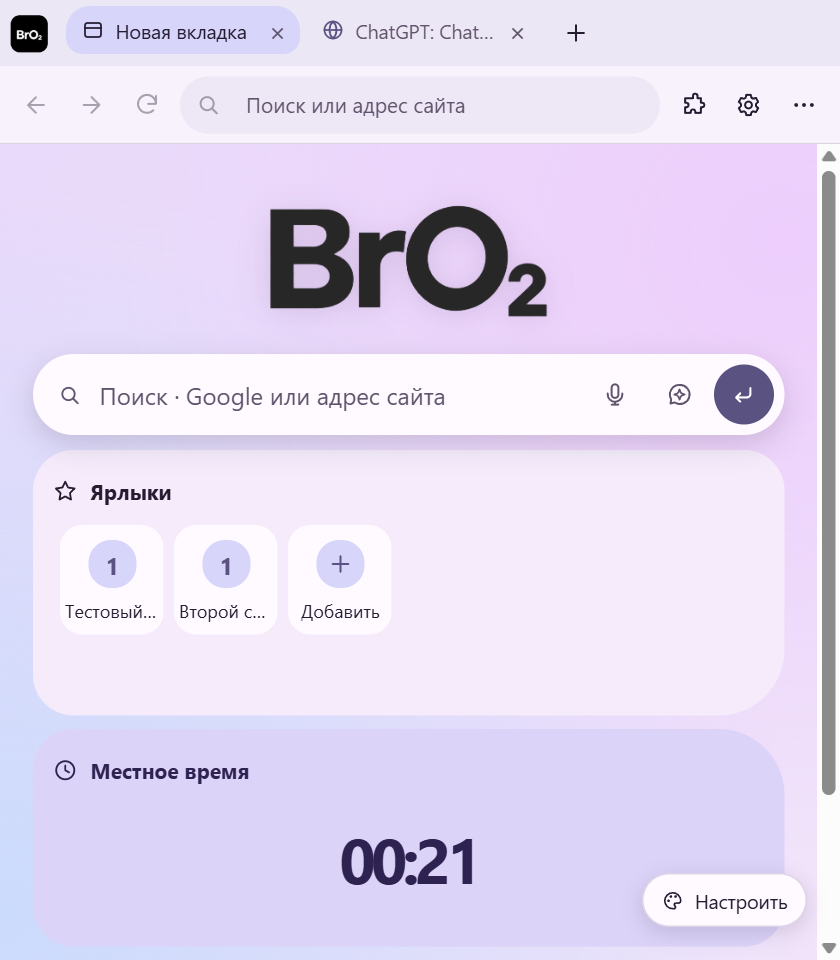 BrO₂
Новая вкладка
ChatGPT: Chat...
Поиск или адрес сайта
BrO₂
Поиск · Google или адрес сайта
Ярлыки
1
1
Тестовый...
Второй с...
Добавить
Местное время
00:21
Настроить